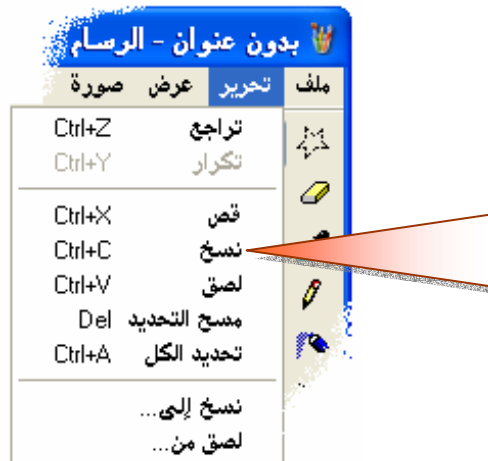 بدون عنوان - الرسام
ملف تحرير عرض صورة
تراجع Ctrl+Z
تكرار Ctrl+Y
قص Ctrl+X
نسخ Ctrl+C
لصق Ctrl+V
مسح التحديد Del
تحديد الكل Ctrl+A
نسخ إلى...
لصق من...